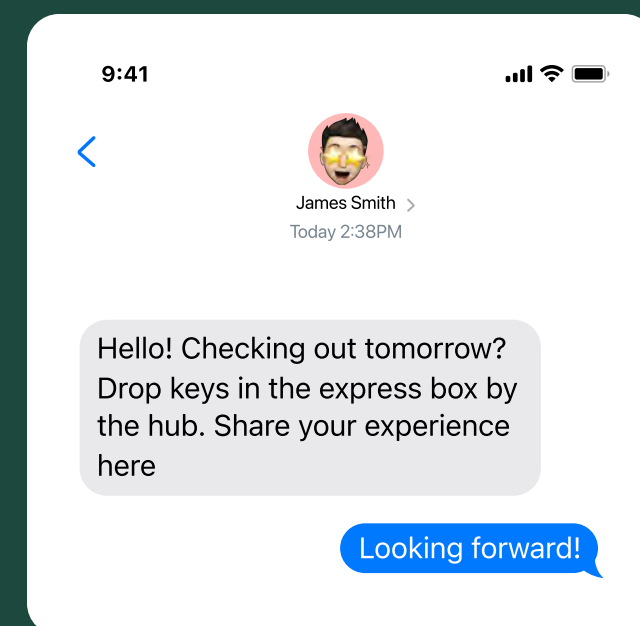 9:41
James Smith
Today 2:38PM
Hello! Checking out tomorrow?
Drop keys in the express box by
the hub. Share your experience
here
Looking forward!